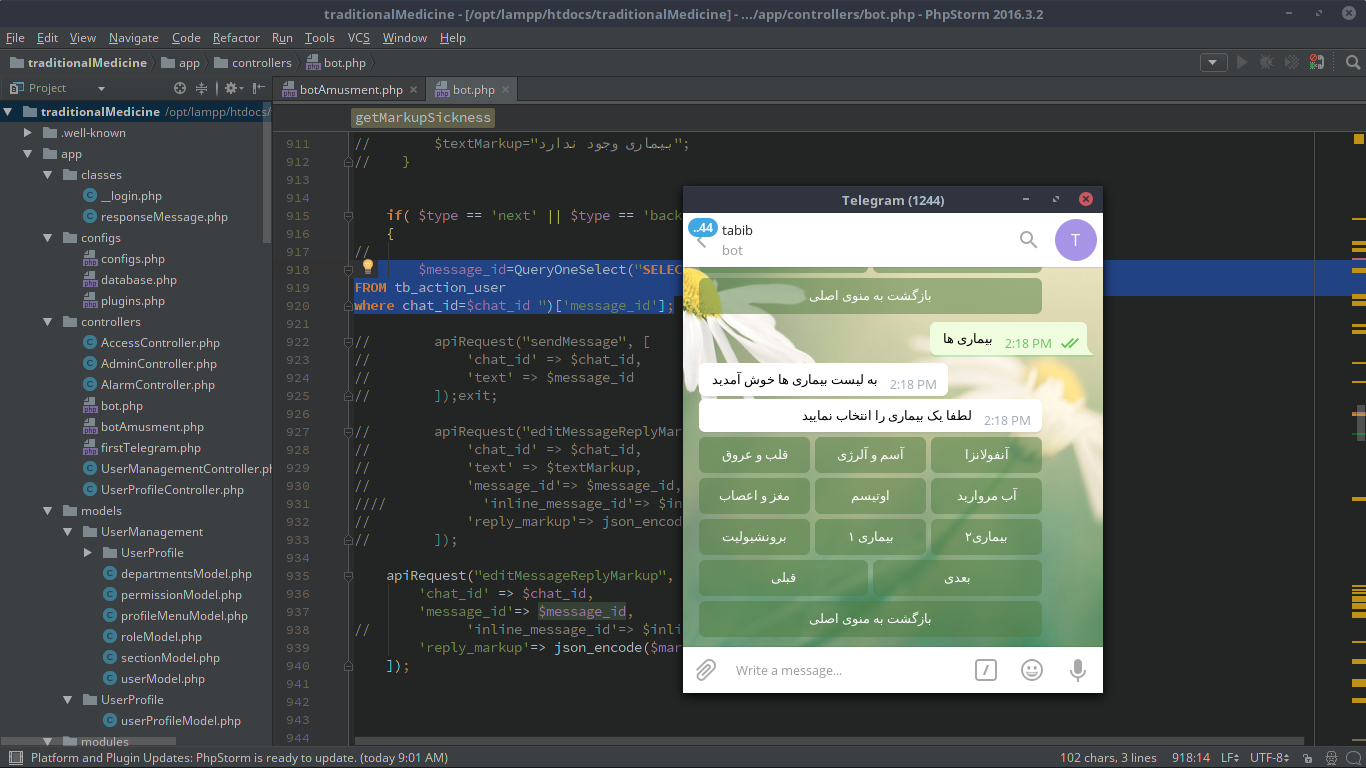 traditionalMedicine - [/opt/lampp/htdocs/traditionalMedicine] - .../app/controllers/bot.php - PhpStorm 2016.3.2
File Edit View Navigate Code Refactor Run Tools VCS Window Help
traditionalMedicine app controllers bot.php
Project
botAmusment.php
bot.php
traditionalMedicine /opt/lampp/htdocs/
.well-known
app
classes
__login.php
responseMessage.php
configs
configs.php
database.php
plugins.php
controllers
AccessController.php
AdminController.php
AlarmController.php
bot.php
botAmusment.php
firstTelegram.php
UserManagementController.ph
UserProfileController.php
models
UserManagement
UserProfile
departmentsModel.php
permissionModel.php
profileMenuModel.php
roleModel.php
sectionModel.php
userModel.php
UserProfile
userProfileModel.php
modules
getMarkupSickness
911 // $textMarkup="بیماری وجود ندارد";
912 // }
913
914
915 if( $type == 'next' || $type == 'back
916 {
917 //
918 $message_id=QueryOneSelect("SELEC
919 FROM tb_action_user
920 where chat_id=$chat_id ")['message_id'];
921
922 // apiRequest("sendMessage", [
923 // 'chat_id' => $chat_id,
924 // 'text' => $message_id
925 // ]);exit;
926
927 // apiRequest("editMessageReplyMar
928 // 'chat_id' => $chat_id,
929 // 'text' => $textMarkup,
930 // 'message_id'=> $message_id,
931 //// 'inline_message_id'=> $in
932 // 'reply_markup'=> json_encod
933 // ]);
934
935 apiRequest("editMessageReplyMarkup",
936 'chat_id' => $chat_id,
937 'message_id'=> $message_id,
938 // 'inline_message_id'=> $inli
939 'reply_markup'=> json_encode($mar
940 ]);
941
942
943
944
Telegram (1244)
..44 tabib
bot
T
بازگشت به منوی اصلی
بیماری ها 2:18 PM
به لیست بیماری ها خوش آمدید 2:18 PM
لطفا یک بیماری را انتخاب نمایید 2:18 PM
قلب و عروق آسم و آلرژی آنفولانزا
مغز و اعصاب اوتیسم آب مروارید
برونشیولیت بیماری ۱ بیماری۲
قبلی بعدی
بازگشت به منوی اصلی
Write a message...
Platform and Plugin Updates: PhpStorm is ready to update. (today 9:01 AM)
102 chars, 3 lines 918:14 LF UTF-8